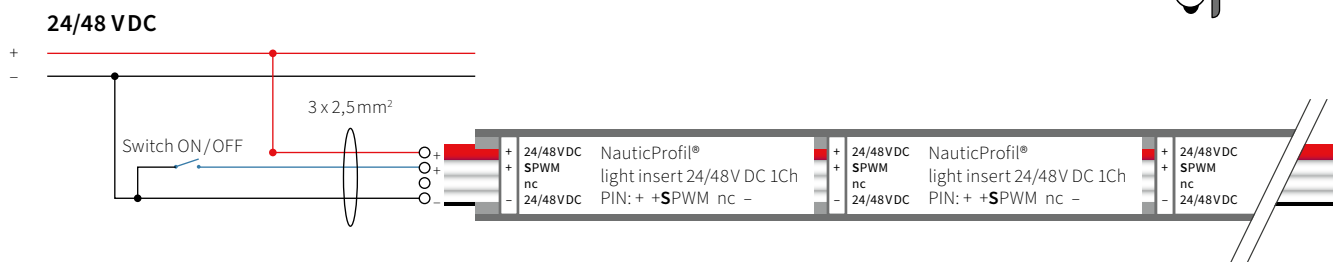 24/48 VDC
+
–
3 x 2,5 mm²
Switch ON/OFF
+
+
–
+ 24/48VDC
+ SPWM
nc
– 24/48VDC
NauticProfil®
light insert 24/48V DC 1Ch
PIN: + +SPWM nc –
+ 24/48VDC
+ SPWM
nc
– 24/48VDC
NauticProfil®
light insert 24/48V DC 1Ch
PIN: + +SPWM nc –
+ 24/48VDC
+ SPWM
nc
– 24/48VDC